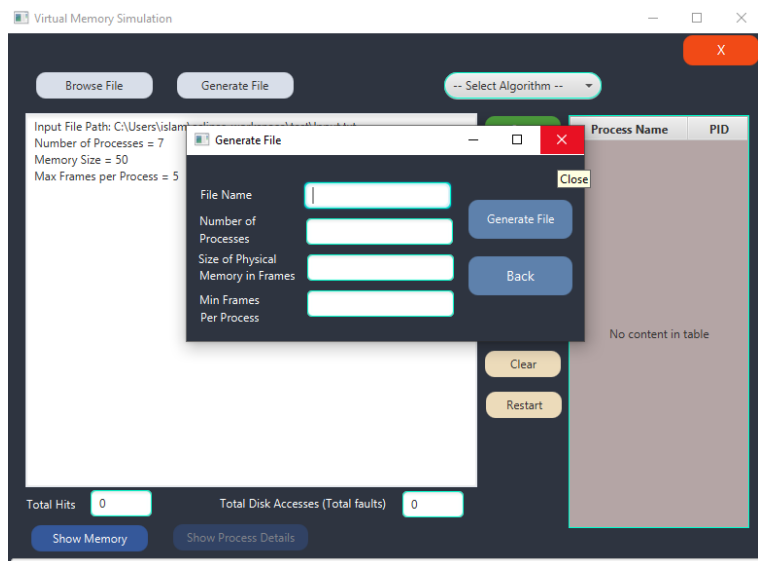 Virtual Memory Simulation
X
Browse File
Generate File
-- Select Algorithm --
Input File Path: C:\Users\islam
Number of Processes = 7
Memory Size = 50
Max Frames per Process = 5
Process Name PID
No content in table
Generate File
Close
File Name
Number of
Processes
Size of Physical
Memory in Frames
Min Frames
Per Process
Generate File
Back
Clear
Restart
Total Hits 0
Total Disk Accesses (Total faults) 0
Show Memory
Show Process Details